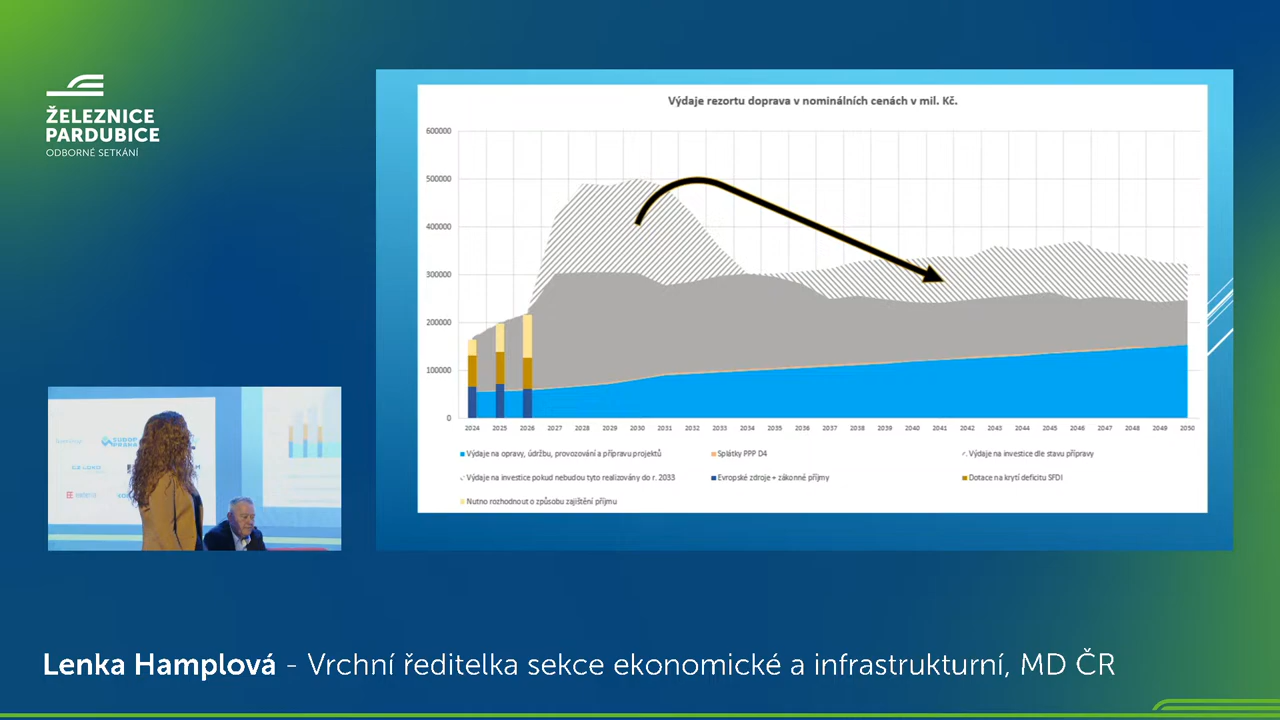 ŽELEZNICE
PARDUBICE
ODBORNÉ SETKÁNÍ
Výdaje rezortu doprava v nominálních cenách v mil. Kč.
600000
500000
400000
300000
200000
100000
0
2024 2025 2026 2027 2028 2029 2030 2031 2032 2033 2034 2035 2036 2037 2038 2039 2040 2041 2042 2043 2044 2045 2046 2047 2048 2049 2050
Výdaje na opravy, údržbu, provozování a přípravu projektů
Splátky PPP D4
Výdaje na investice dle stavu přípravy
Výdaje na investice pokud nebudou tyto realizovány do r. 2033
Evropské zdroje + zákonné příjmy
Dotace na krytí deficitu SFDI
Nutno rozhodnout o způsobu zajištění příjmu
Lenka Hamplová - Vrchní ředitelka sekce ekonomické a infrastrukturní, MD ČR